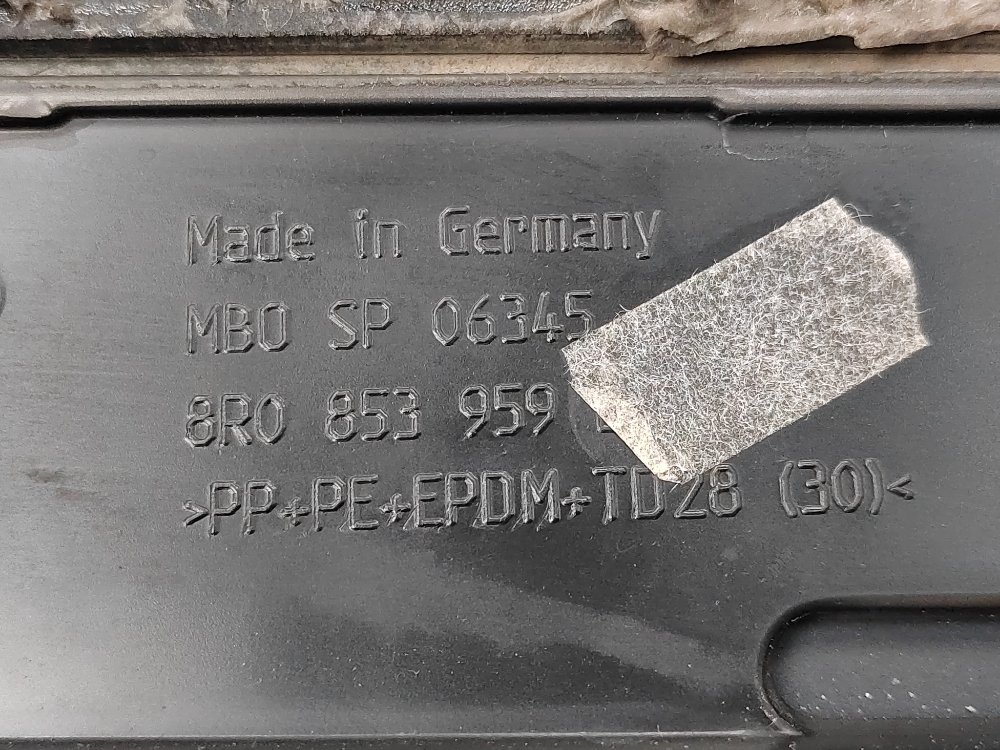 Made in Germany
MBO SP 06345
8R0 853 959
>PP+PE+EPDM+TD28 (30)<